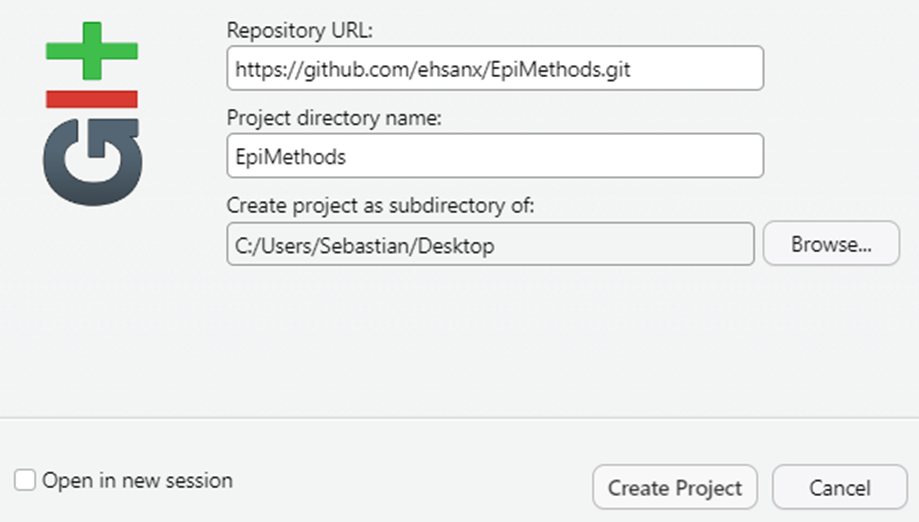 GIT
Repository URL:
https://github.com/ehsanx/EpiMethods.git
Project directory name:
EpiMethods
Create project as subdirectory of:
C:/Users/Sebastian/Desktop
Browse...
Open in new session
Create Project
Cancel